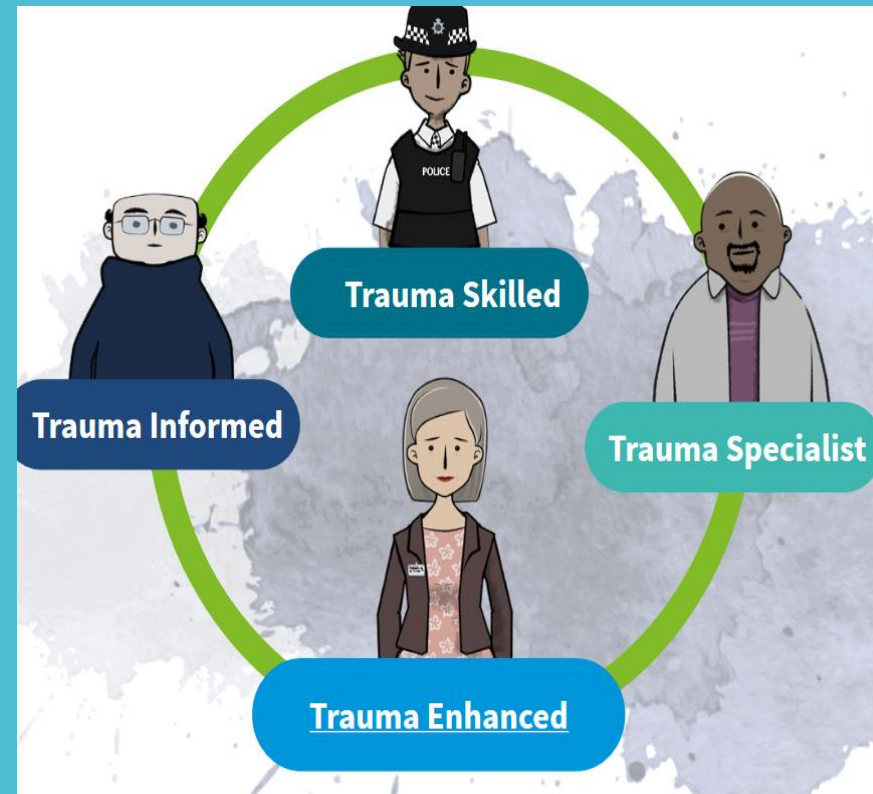 POLICE
Trauma Skilled
Trauma Informed
Trauma Specialist
Trauma Enhanced